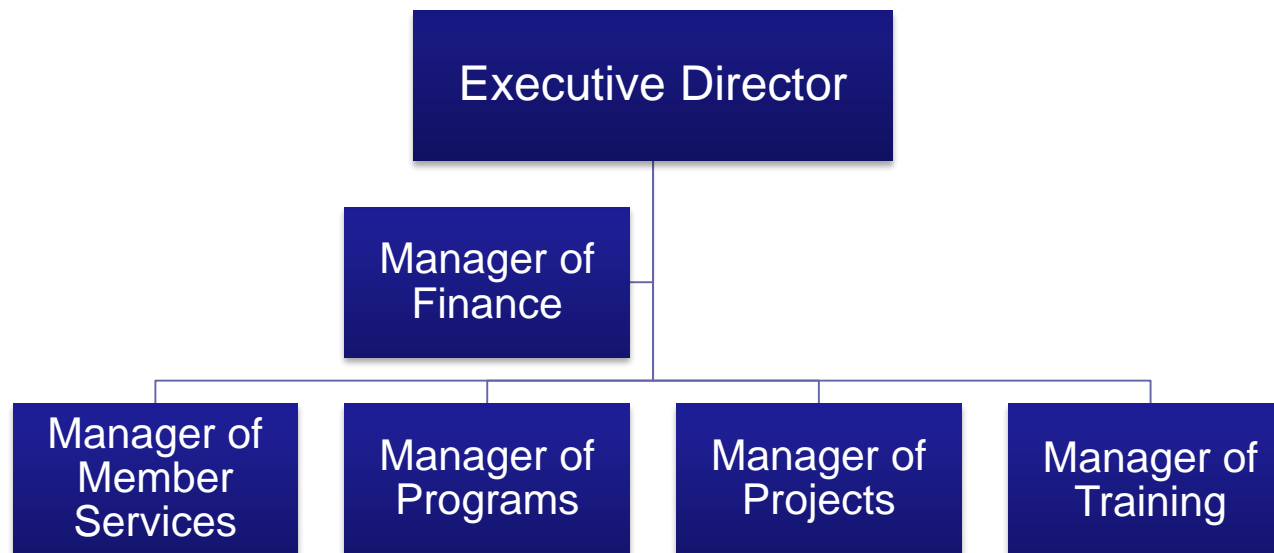 Executive Director
Manager of
Finance
Manager of
Member
Services
Manager of
Programs
Manager of
Projects
Manager of
Training